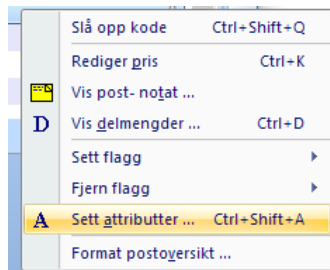 Slå opp kode Ctrl+Shift+Q
Rediger pris Ctrl+K
Vis post- notat ...
D Vis delmengder ... Ctrl+D
Sett flagg
Fjern flagg
A Sett attributter ... Ctrl+Shift+A
Format postoversikt ...